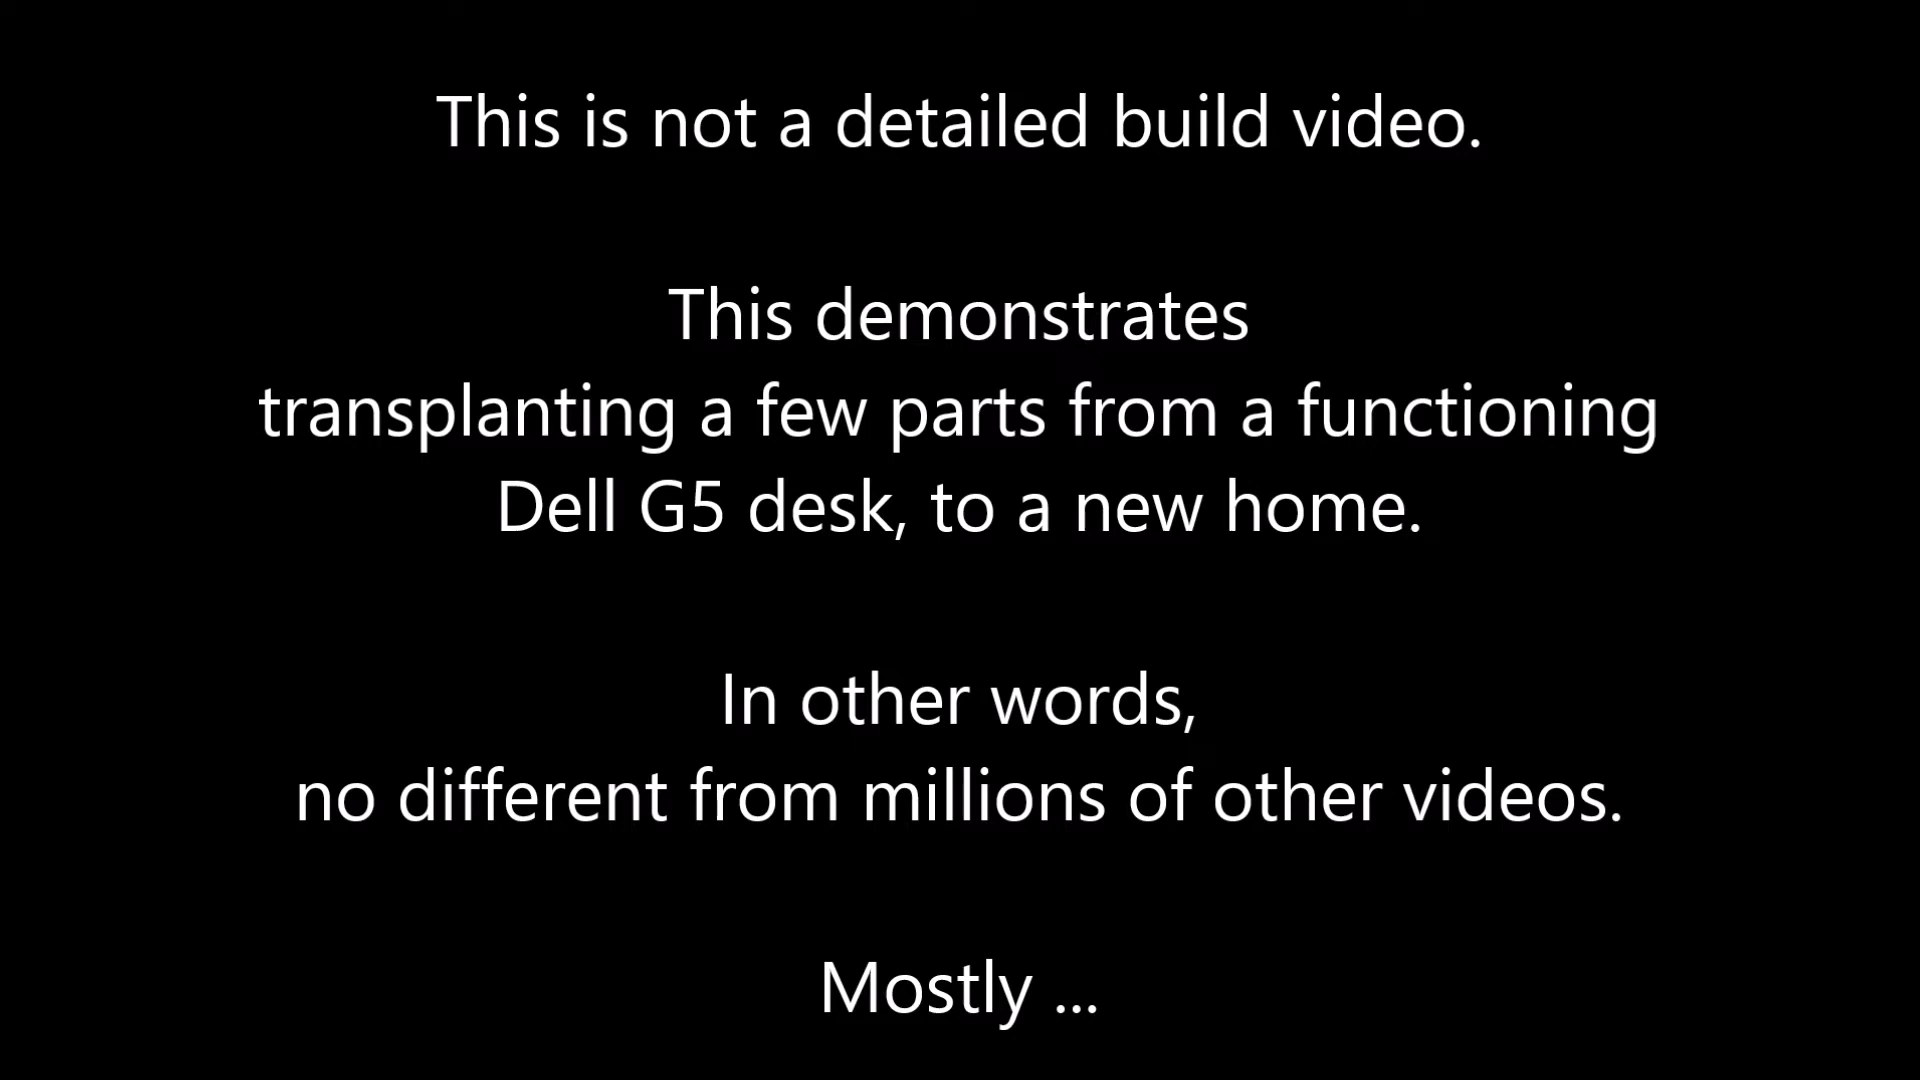 This is not a detailed build video.
This demonstrates
transplanting a few parts from a functioning
Dell G5 desk, to a new home.
In other words,
no different from millions of other videos.
Mostly ...